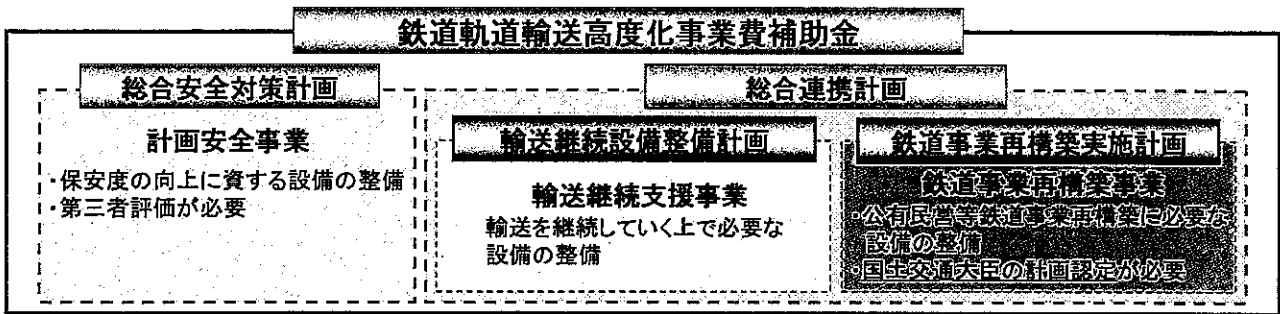 鉄道軌道輸送高度化事業費補助金
総合安全対策計画
計画安全事業
・保安度の向上に資する設備の整備
・第三者評価が必要
総合連携計画
輸送継続設備整備計画
輸送継続支援事業
輸送を継続していく上で必要な
設備の整備
鉄道事業再構築実施計画
鉄道事業再構築事業
・公有民営等鉄道事業再構築に必要な
設備の整備
・国土交通大臣の計画認定が必要